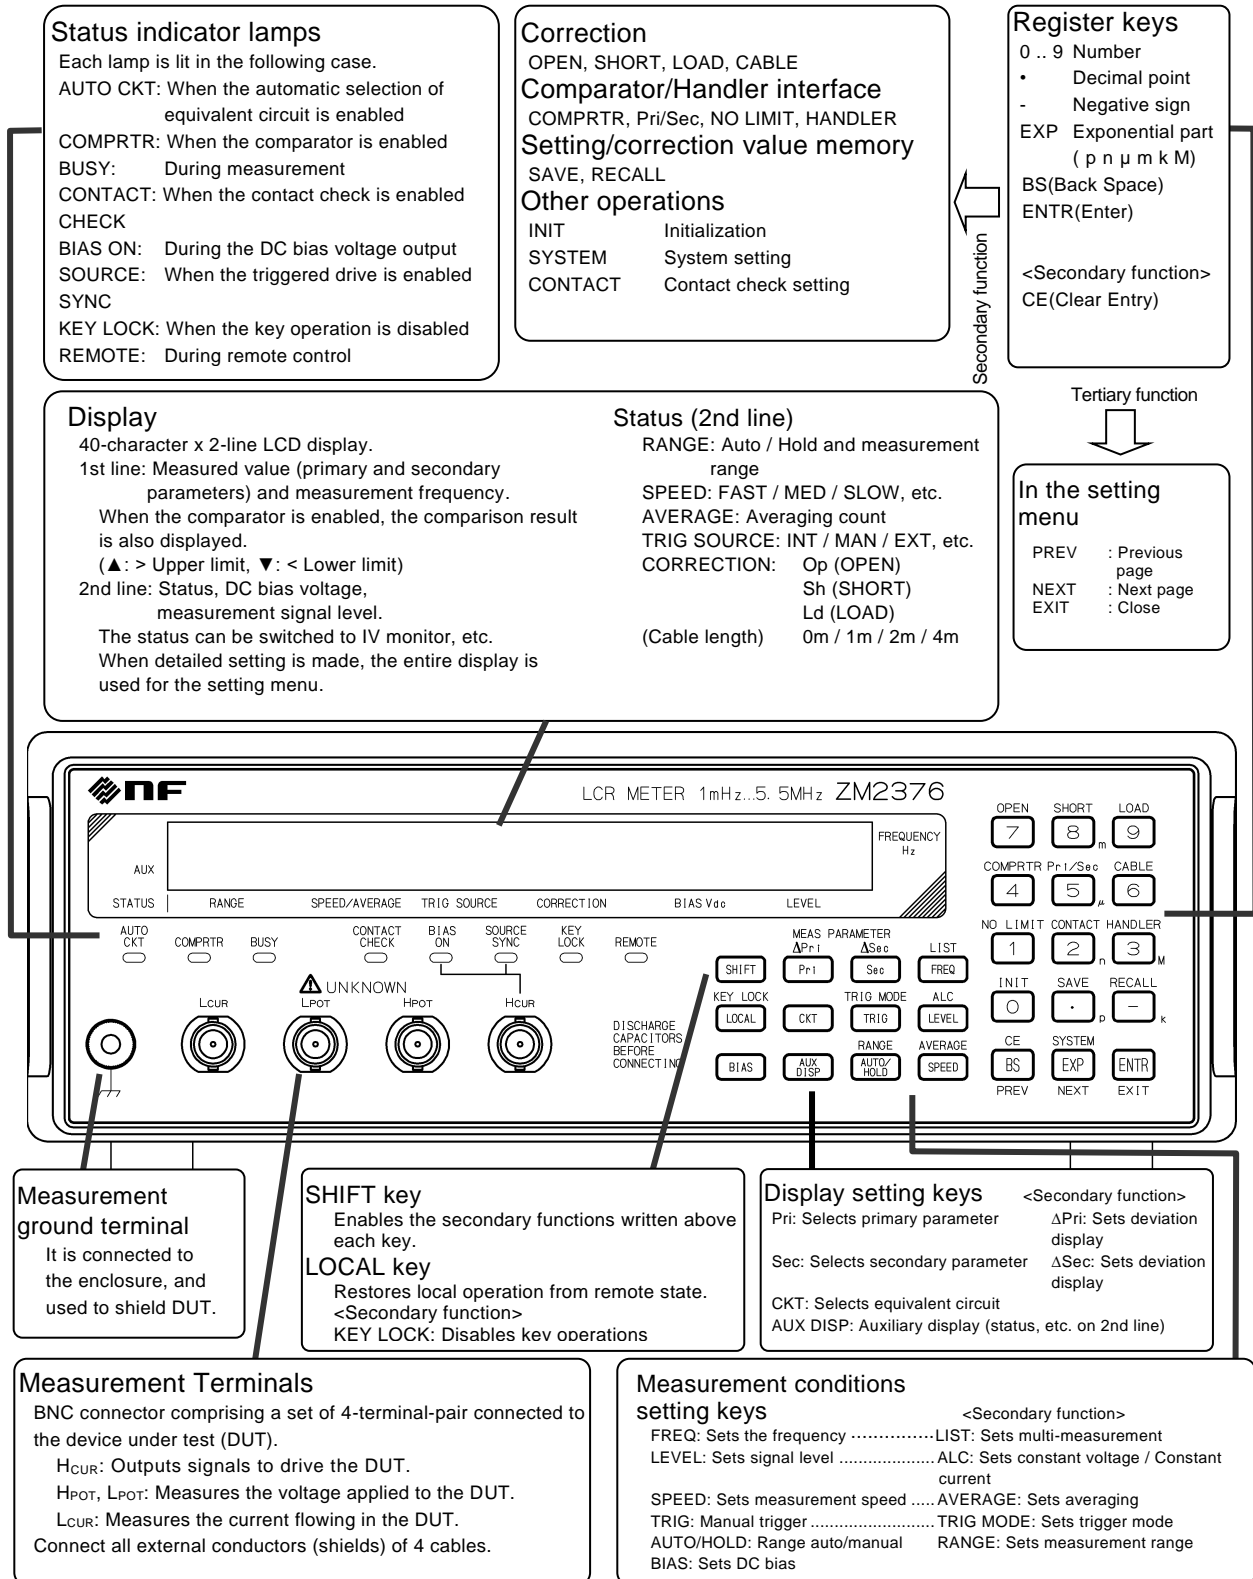 Status indicator lamps
Each lamp is lit in the following case.
AUTO CKT: When the automatic selection of
equivalent circuit is enabled
COMPRTR: When the comparator is enabled
BUSY: During measurement
CONTACT: When the contact check is enabled
CHECK
BIAS ON: During the DC bias voltage output
SOURCE: When the triggered drive is enabled
SYNC
KEY LOCK: When the key operation is disabled
REMOTE: During remote control
Correction
OPEN, SHORT, LOAD, CABLE
Comparator/Handler interface
COMPRTR, Pri/Sec, NO LIMIT, HANDLER
Setting/correction value memory
SAVE, RECALL
Other operations
INIT Initialization
SYSTEM System setting
CONTACT Contact check setting
Secondary function
Register keys
0 .. 9 Number
• Decimal point
- Negative sign
EXP Exponential part
( p n µ m k M)
BS(Back Space)
ENTR(Enter)
<Secondary function>
CE(Clear Entry)
Tertiary function
In the setting
menu
PREV : Previous
page
NEXT : Next page
EXIT : Close
Display
40-character x 2-line LCD display.
1st line: Measured value (primary and secondary
parameters) and measurement frequency.
When the comparator is enabled, the comparison result
is also displayed.
(▲: > Upper limit, ▼: < Lower limit)
2nd line: Status, DC bias voltage,
measurement signal level.
The status can be switched to IV monitor, etc.
When detailed setting is made, the entire display is
used for the setting menu.
Status (2nd line)
RANGE: Auto / Hold and measurement
range
SPEED: FAST / MED / SLOW, etc.
AVERAGE: Averaging count
TRIG SOURCE: INT / MAN / EXT, etc.
CORRECTION: Op (OPEN)
Sh (SHORT)
Ld (LOAD)
(Cable length) 0m / 1m / 2m / 4m
nF
LCR METER 1mHz...5. 5MHz ZM2376
FREQUENCY
Hz
AUX
STATUS RANGE SPEED/AVERAGE TRIG SOURCE CORRECTION BIAS Vdc LEVEL
AUTO CKT COMPRTR BUSY CONTACT CHECK BIAS ON SOURCE SYNC KEY LOCK REMOTE
UNKNOWN
LCUR LPOT HPOT HCUR
DISCHARGE
CAPACITORS
BEFORE
CONNECTING
MEAS PARAMETER
ΔPri ΔSec LIST
SHIFT Pri Sec FREQ
KEY LOCK TRIG MODE ALC
LOCAL CKT TRIG LEVEL
RANGE AVERAGE
BIAS AUX DISP AUTO/HOLD SPEED
OPEN SHORT LOAD
7 8 m 9
COMPRTR Pri/Sec CABLE
4 5 µ 6
NO LIMIT CONTACT HANDLER
1 2 n 3 M
INIT SAVE RECALL
0 . p - k
CE SYSTEM
BS EXP ENTR
PREV NEXT EXIT
Measurement
ground terminal
It is connected to
the enclosure, and
used to shield DUT.
SHIFT key
Enables the secondary functions written above
each key.
LOCAL key
Restores local operation from remote state.
<Secondary function>
KEY LOCK: Disables key operations
Display setting keys <Secondary function>
Pri: Selects primary parameter ΔPri: Sets deviation
display
Sec: Selects secondary parameter ΔSec: Sets deviation
display
CKT: Selects equivalent circuit
AUX DISP: Auxiliary display (status, etc. on 2nd line)
Measurement Terminals
BNC connector comprising a set of 4-terminal-pair connected to
the device under test (DUT).
HCUR: Outputs signals to drive the DUT.
HPOT, LPOT: Measures the voltage applied to the DUT.
LCUR: Measures the current flowing in the DUT.
Connect all external conductors (shields) of 4 cables.
Measurement conditions
setting keys <Secondary function>
FREQ: Sets the frequency ...............LIST: Sets multi-measurement
LEVEL: Sets signal level ....................ALC: Sets constant voltage / Constant
current
SPEED: Sets measurement speed .....AVERAGE: Sets averaging
TRIG: Manual trigger ..........................TRIG MODE: Sets trigger mode
AUTO/HOLD: Range auto/manual RANGE: Sets measurement range
BIAS: Sets DC bias